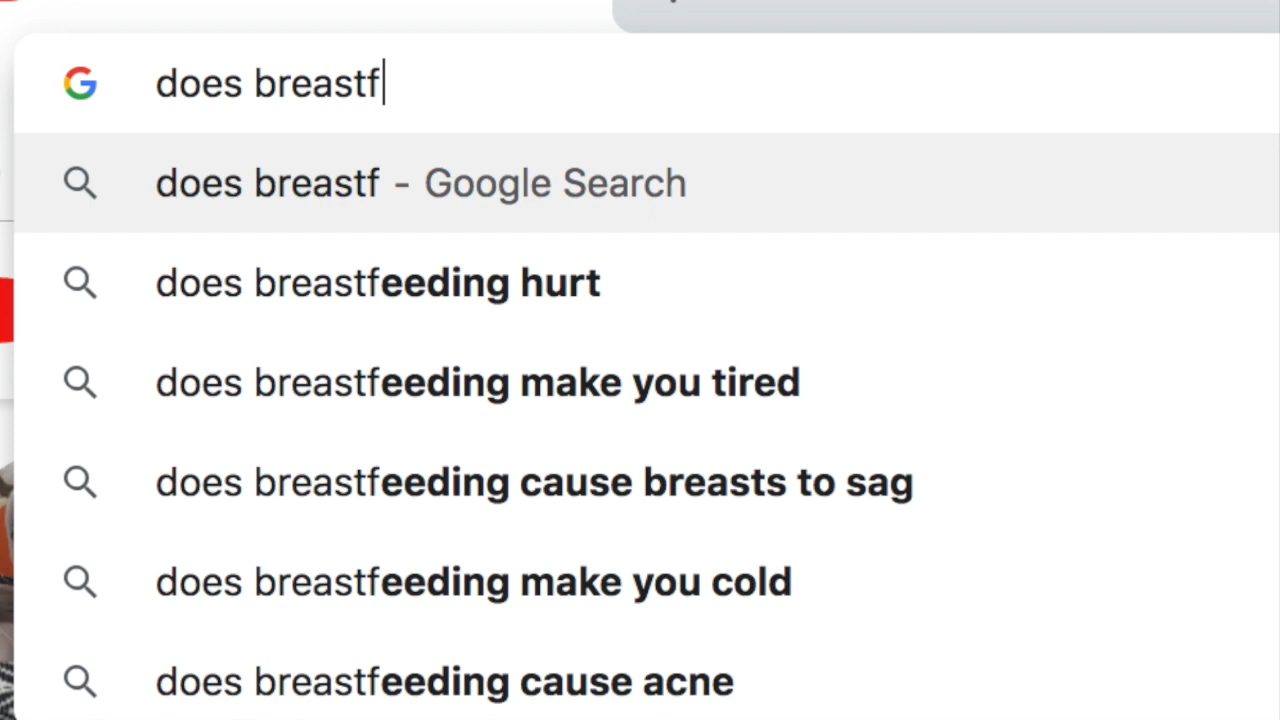 does breastf
does breastf - Google Search
does breastfeeding hurt
does breastfeeding make you tired
does breastfeeding cause breasts to sag
does breastfeeding make you cold
does breastfeeding cause acne